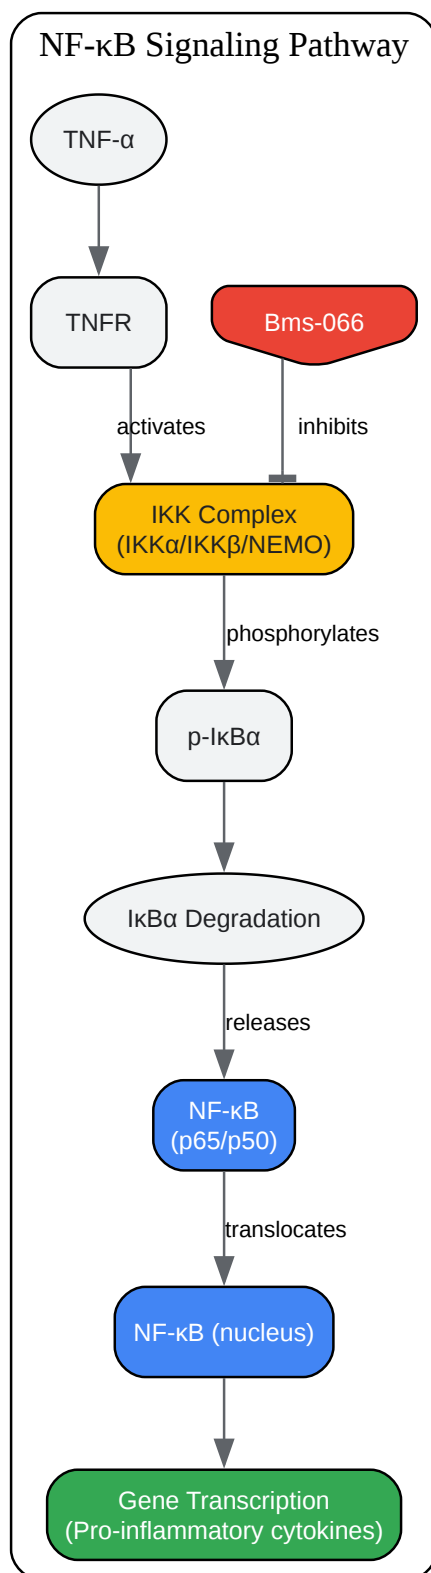 NF-κB Signaling Pathway
TNF-α
TNFR
Bms-066
activates
inhibits
IKK Complex
(IKKα/IKKβ/NEMO)
phosphorylates
p-IκBα
IκBα Degradation
releases
NF-κB
(p65/p50)
translocates
NF-κB (nucleus)
Gene Transcription
(Pro-inflammatory cytokines)